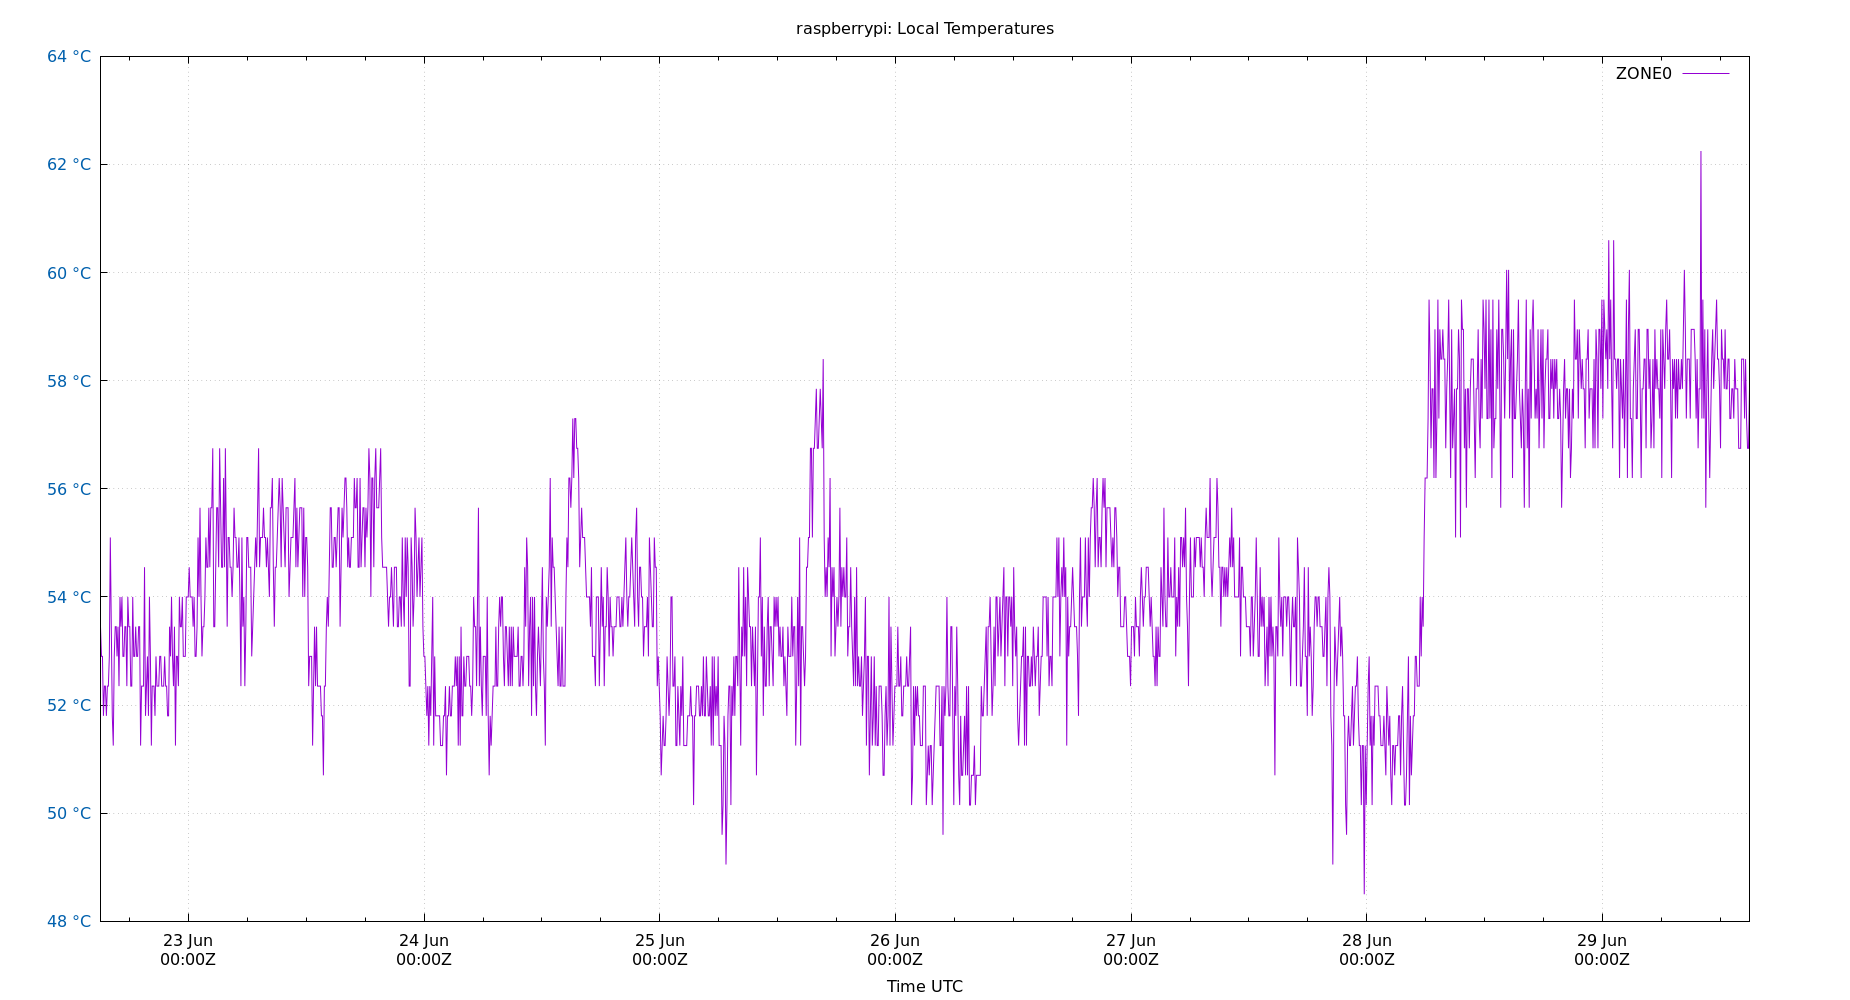 raspberrypi: Local Temperatures
64 °C
ZONE0
62 °C
60 °C
58 °C
56 °C
54 °C
52 °C
50 °C
48 °C
23 Jun 24 Jun 25 Jun 26 Jun 27 Jun 28 Jun 29 Jun
00:00Z 00:00Z 00:00Z 00:00Z 00:00Z 00:00Z 00:00Z
Time UTC